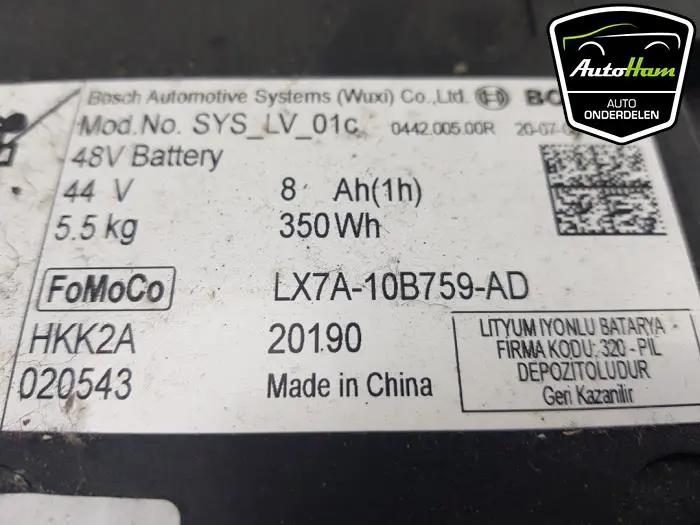 AutoHam
AUTO
ONDERDELEN
Bosch Automotive Systems (Wuxi) Co.,Ltd.
Mod.No. SYS_LV_01c 0442.005.00R
48V Battery
44 V 8 Ah(1h)
5.5 kg 350 Wh
FoMoCo LX7A-10B759-AD
HKK2A 20190
020543 Made in China
LITYUM IYONLU BATARYA
FIRMA KODU: 320 - PIL
DEPOZITOLUDUR
Geri Kazanilir